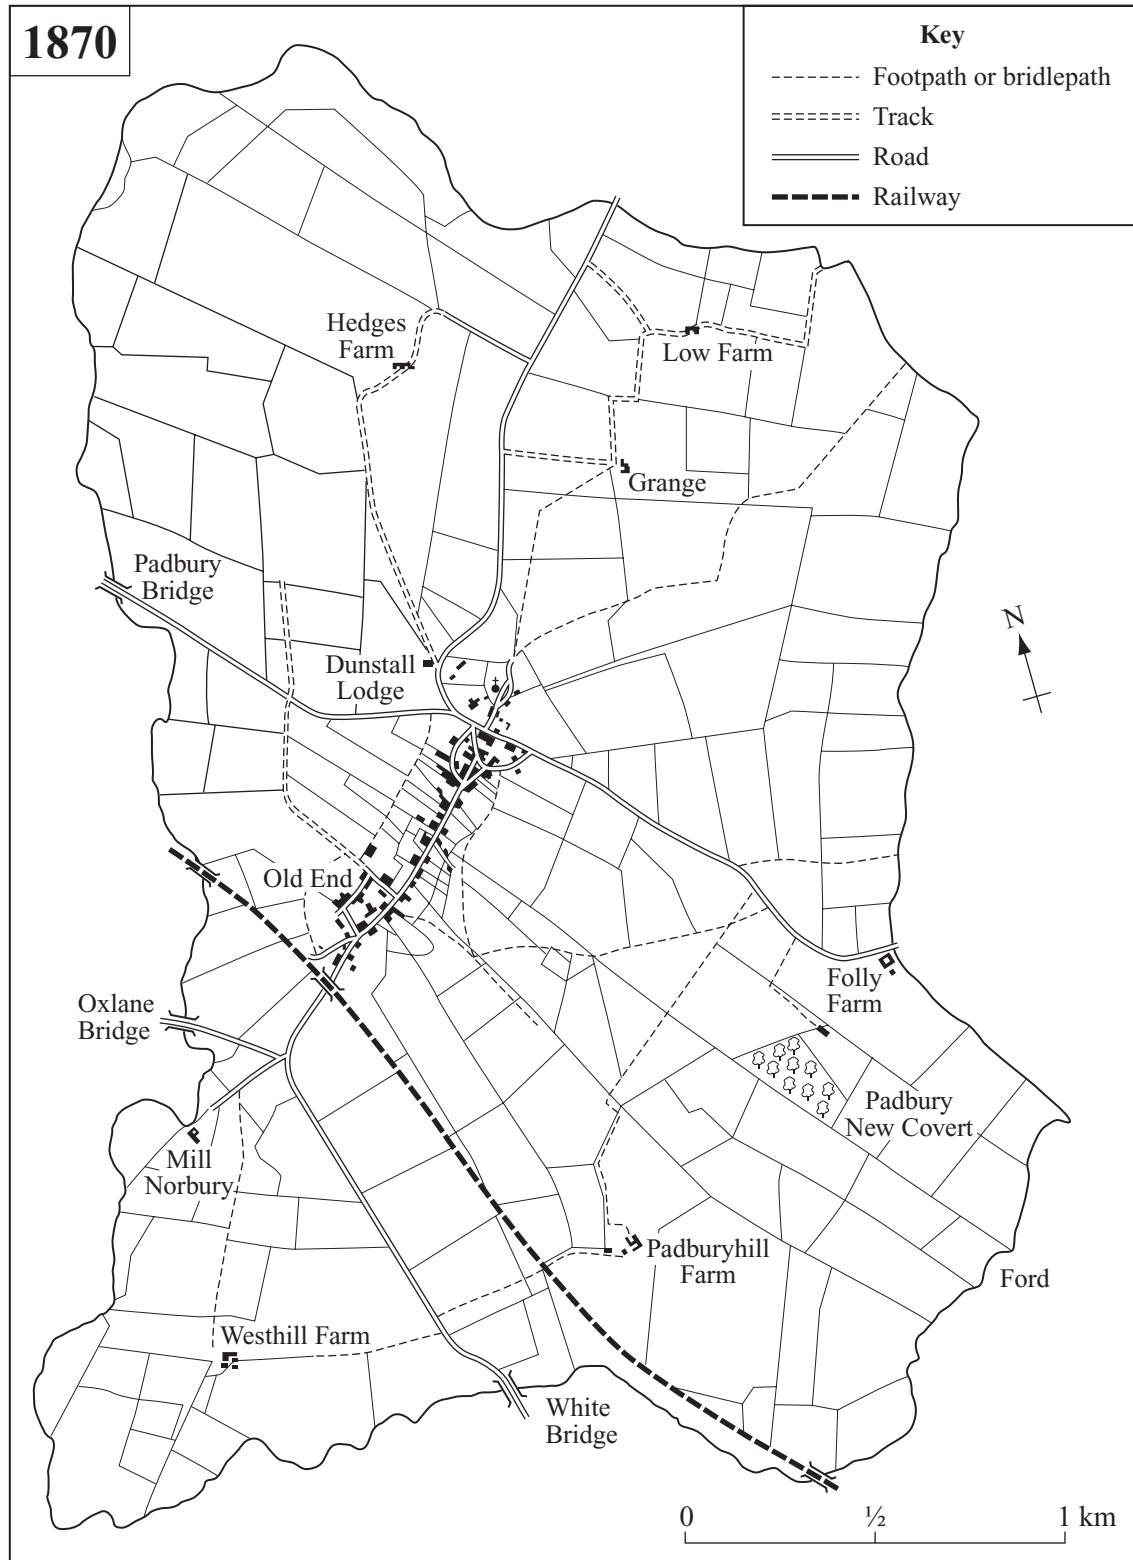 1870
Key
Footpath or bridlepath
Track
Road
Railway
Hedges
Farm
Low Farm
Grange
Padbury
Bridge
N
Dunstall
Lodge
Old End
Folly
Farm
Oxlane
Bridge
Padbury
New Covert
Mill
Norbury
Padburyhill
Farm
Ford
Westhill Farm
White
Bridge
0 ½ 1 km